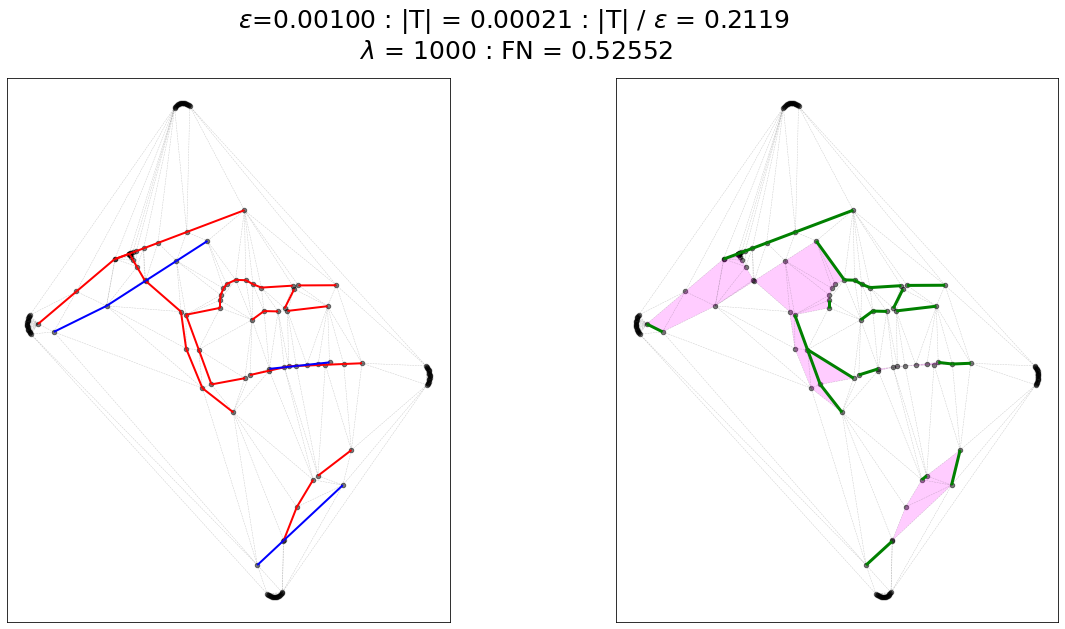 ε=0.00100 : |T| = 0.00021 : |T| / ε = 0.2119
λ = 1000 : FN = 0.52552